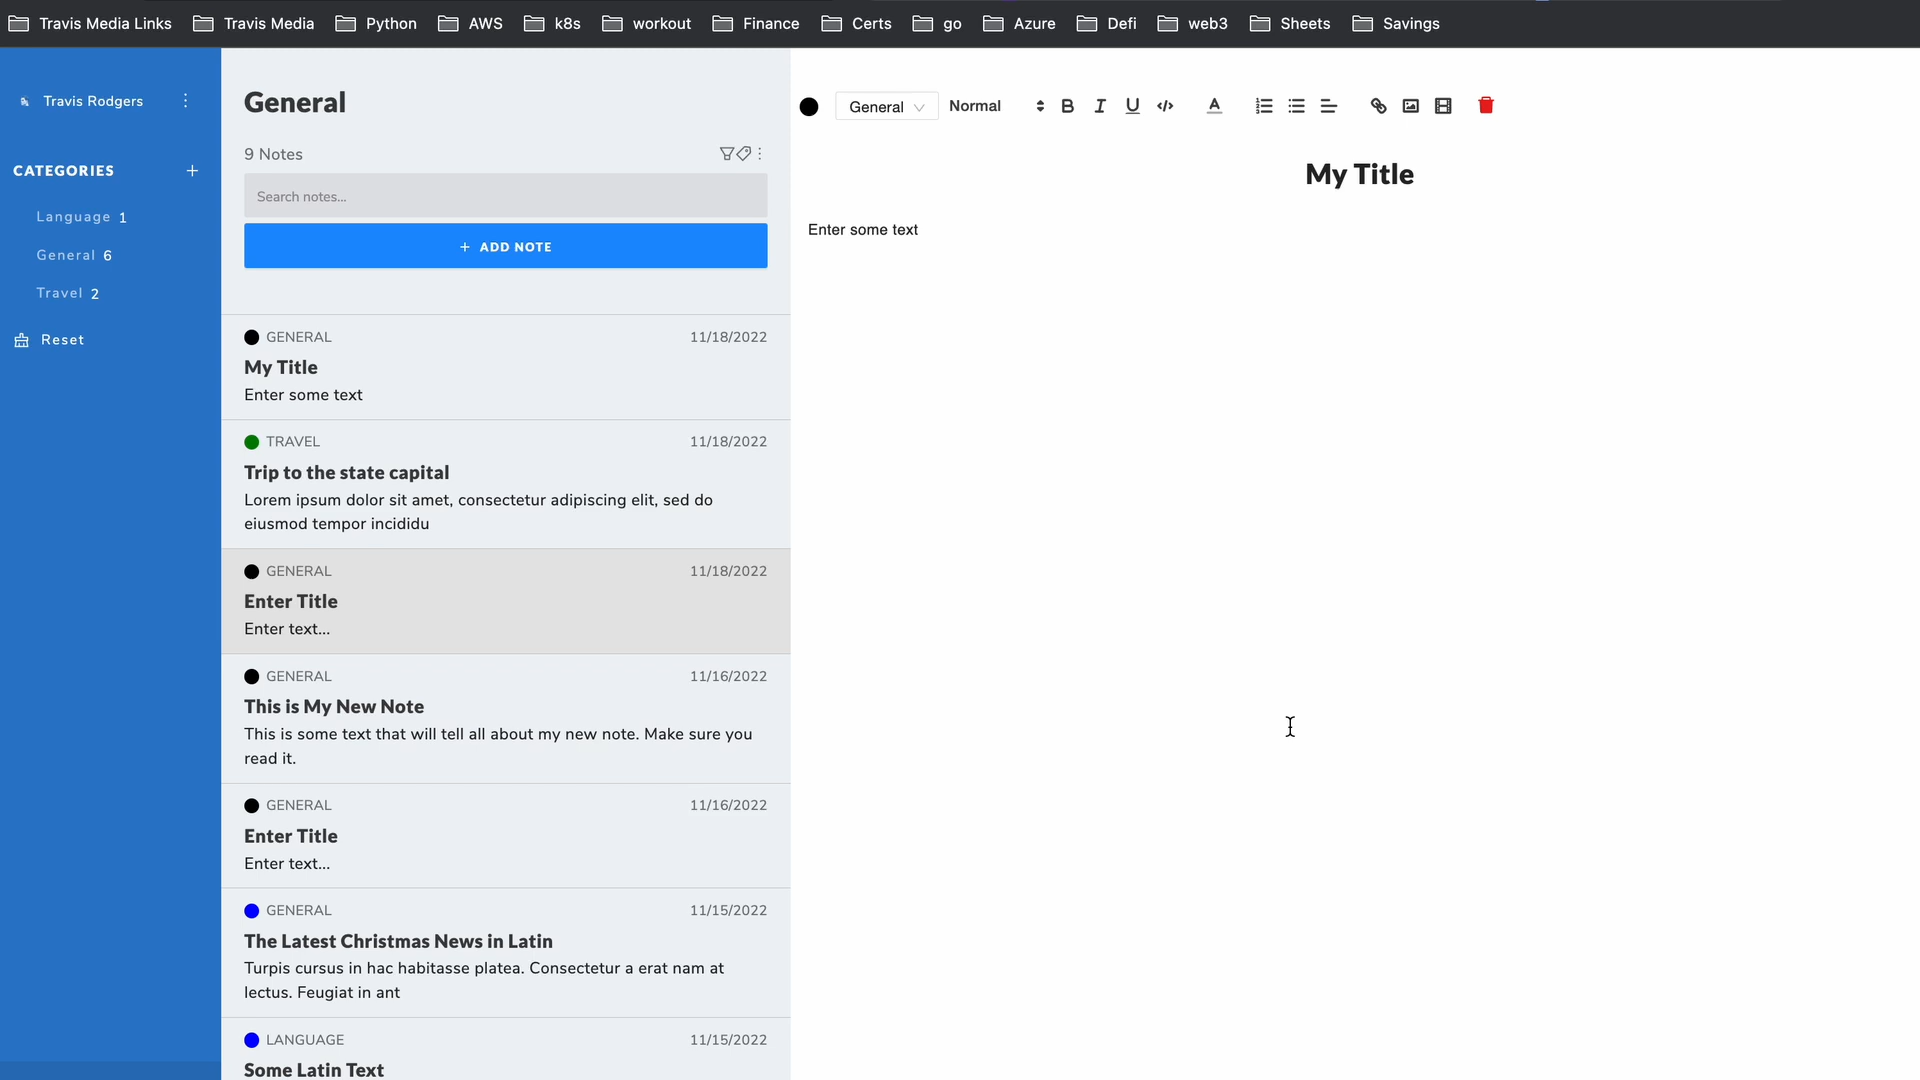 Travis Media Links Travis Media Python AWS k8s workout Finance Certs go Azure Defi web3 Sheets Savings
Travis Rodgers
CATEGORIES +
Language 1
General 6
Travel 2
Reset
General
9 Notes
Search notes...
+ ADD NOTE
GENERAL 11/18/2022
My Title
Enter some text
TRAVEL 11/18/2022
Trip to the state capital
Lorem ipsum dolor sit amet, consectetur adipiscing elit, sed do
eiusmod tempor incididu
GENERAL 11/18/2022
Enter Title
Enter text...
GENERAL 11/16/2022
This is My New Note
This is some text that will tell all about my new note. Make sure you
read it.
GENERAL 11/16/2022
Enter Title
Enter text...
GENERAL 11/15/2022
The Latest Christmas News in Latin
Turpis cursus in hac habitasse platea. Consectetur a erat nam at
lectus. Feugiat in ant
LANGUAGE 11/15/2022
Some Latin Text
General Normal B I U </> A
My Title
Enter some text